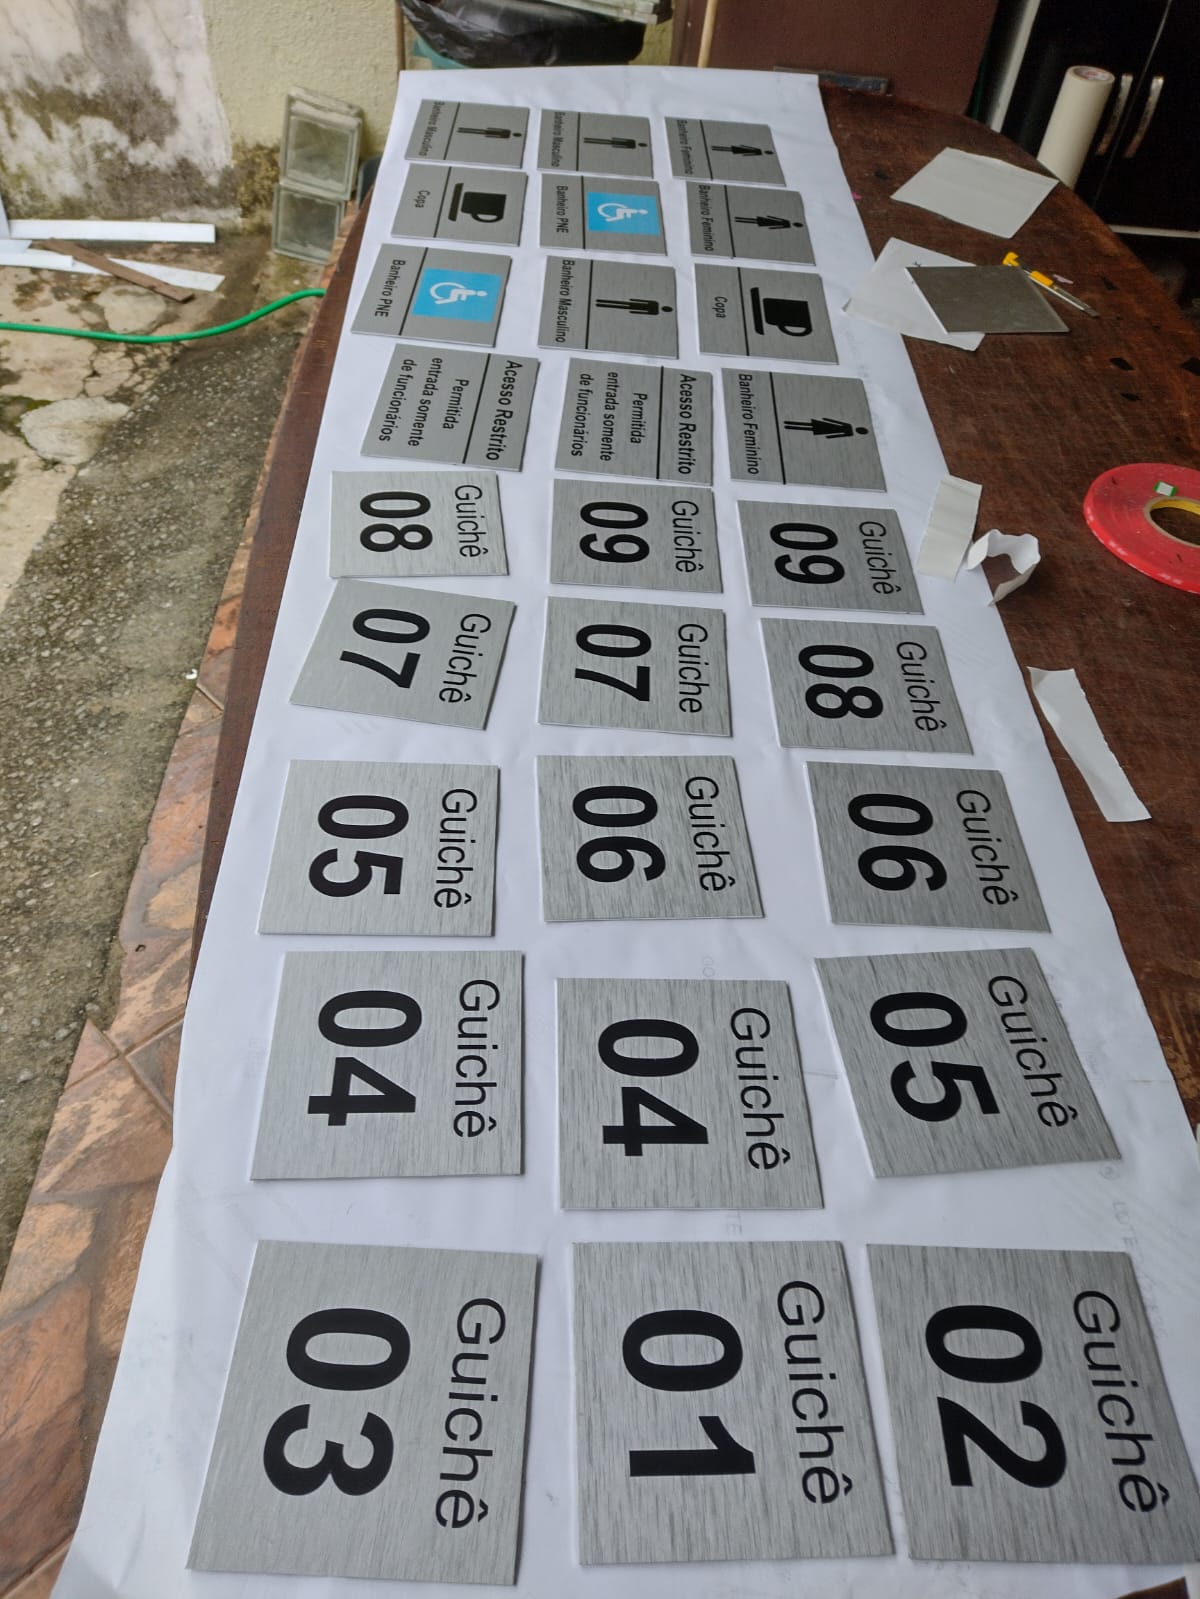 Banheiro Masculino
Banheiro Masculino
Banheiro Feminino
Copa
Banheiro PNE
Banheiro Feminino
Banheiro PNE
Banheiro Masculino
Copa
Acesso Restrito
Permitida
entrada somente
de funcionários
Acesso Restrito
Permitida
entrada somente
de funcionários
Banheiro Feminino
Guichê
08
Guichê
09
Guichê
09
Guichê
07
Guiche
07
Guichê
08
Guichê
05
Guichê
06
Guichê
06
Guichê
04
Guichê
04
Guichê
05
Guichê
03
Guichê
01
Guichê
02